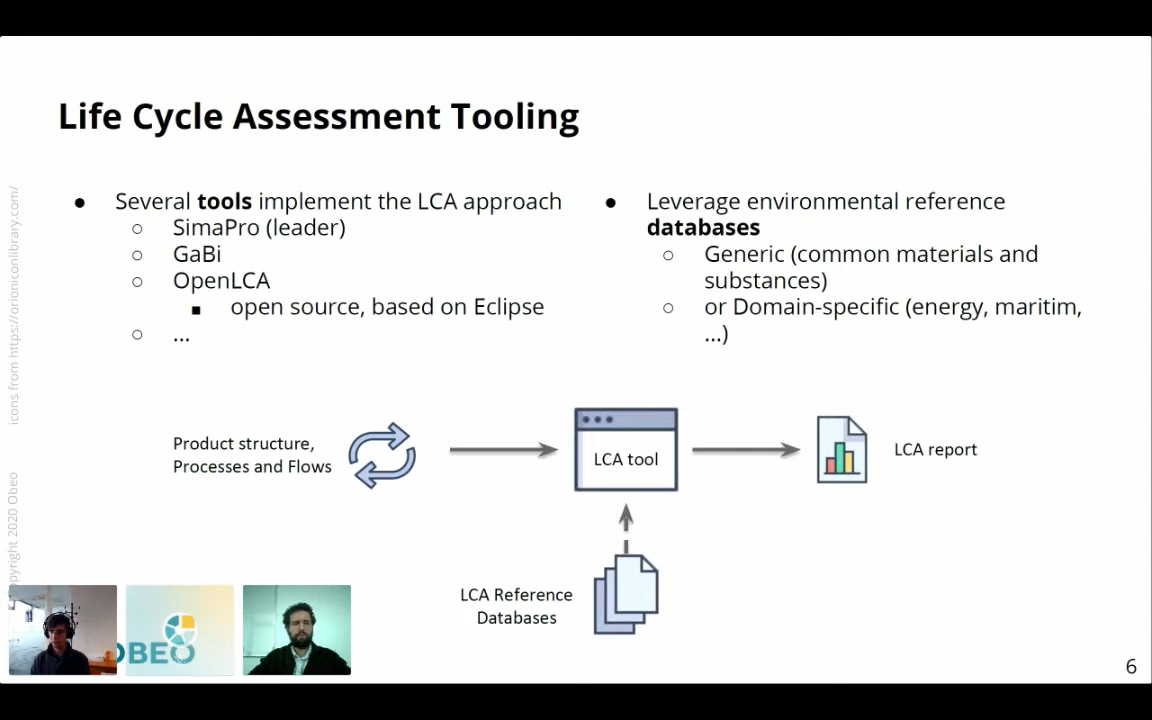 Life Cycle Assessment Tooling
● Several tools implement the LCA approach
○ SimaPro (leader)
○ GaBi
○ OpenLCA
■ open source, based on Eclipse
○ ...
● Leverage environmental reference
databases
○ Generic (common materials and
substances)
○ or Domain-specific (energy, maritim,
...)
Product structure,
Processes and Flows
LCA tool
LCA report
LCA Reference
Databases
icons from https://orioniconlibrary.com/
opyright 2020 Obeo
OBEO
6